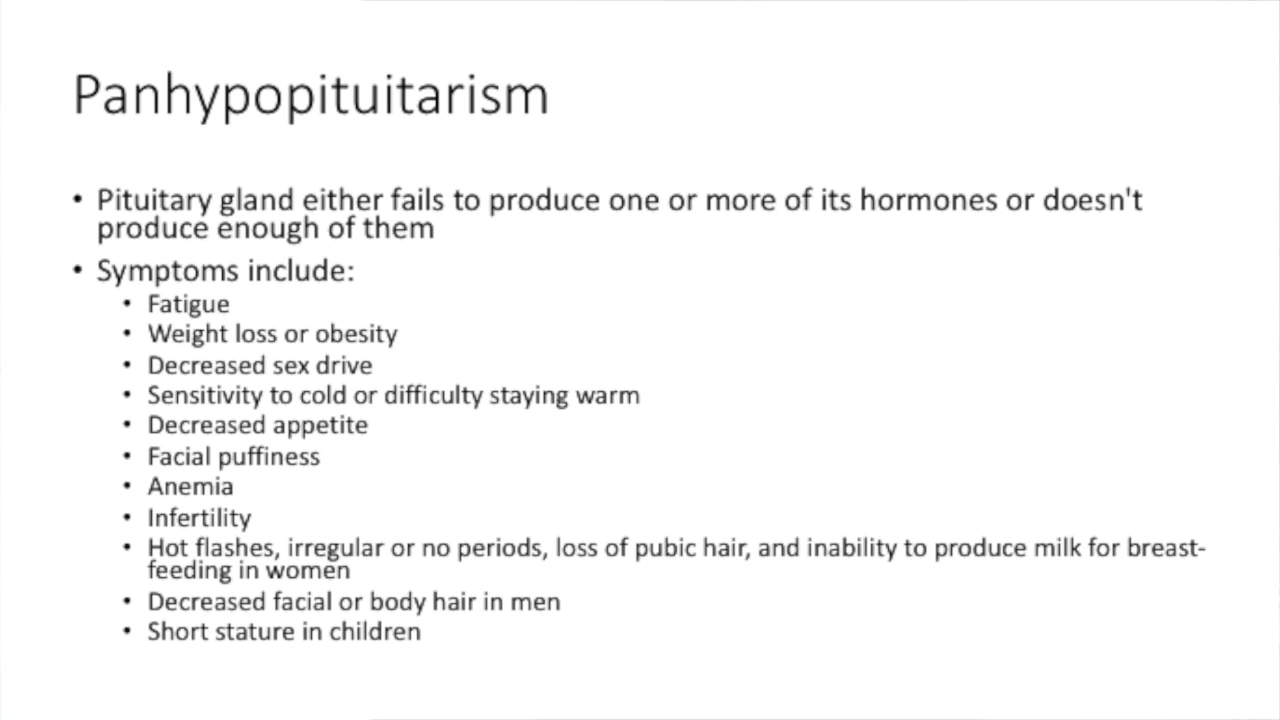 Panhypopituitarism
• Pituitary gland either fails to produce one or more of its hormones or doesn't
produce enough of them
• Symptoms include:
• Fatigue
• Weight loss or obesity
• Decreased sex drive
• Sensitivity to cold or difficulty staying warm
• Decreased appetite
• Facial puffiness
• Anemia
• Infertility
• Hot flashes, irregular or no periods, loss of pubic hair, and inability to produce milk for breast-
feeding in women
• Decreased facial or body hair in men
• Short stature in children